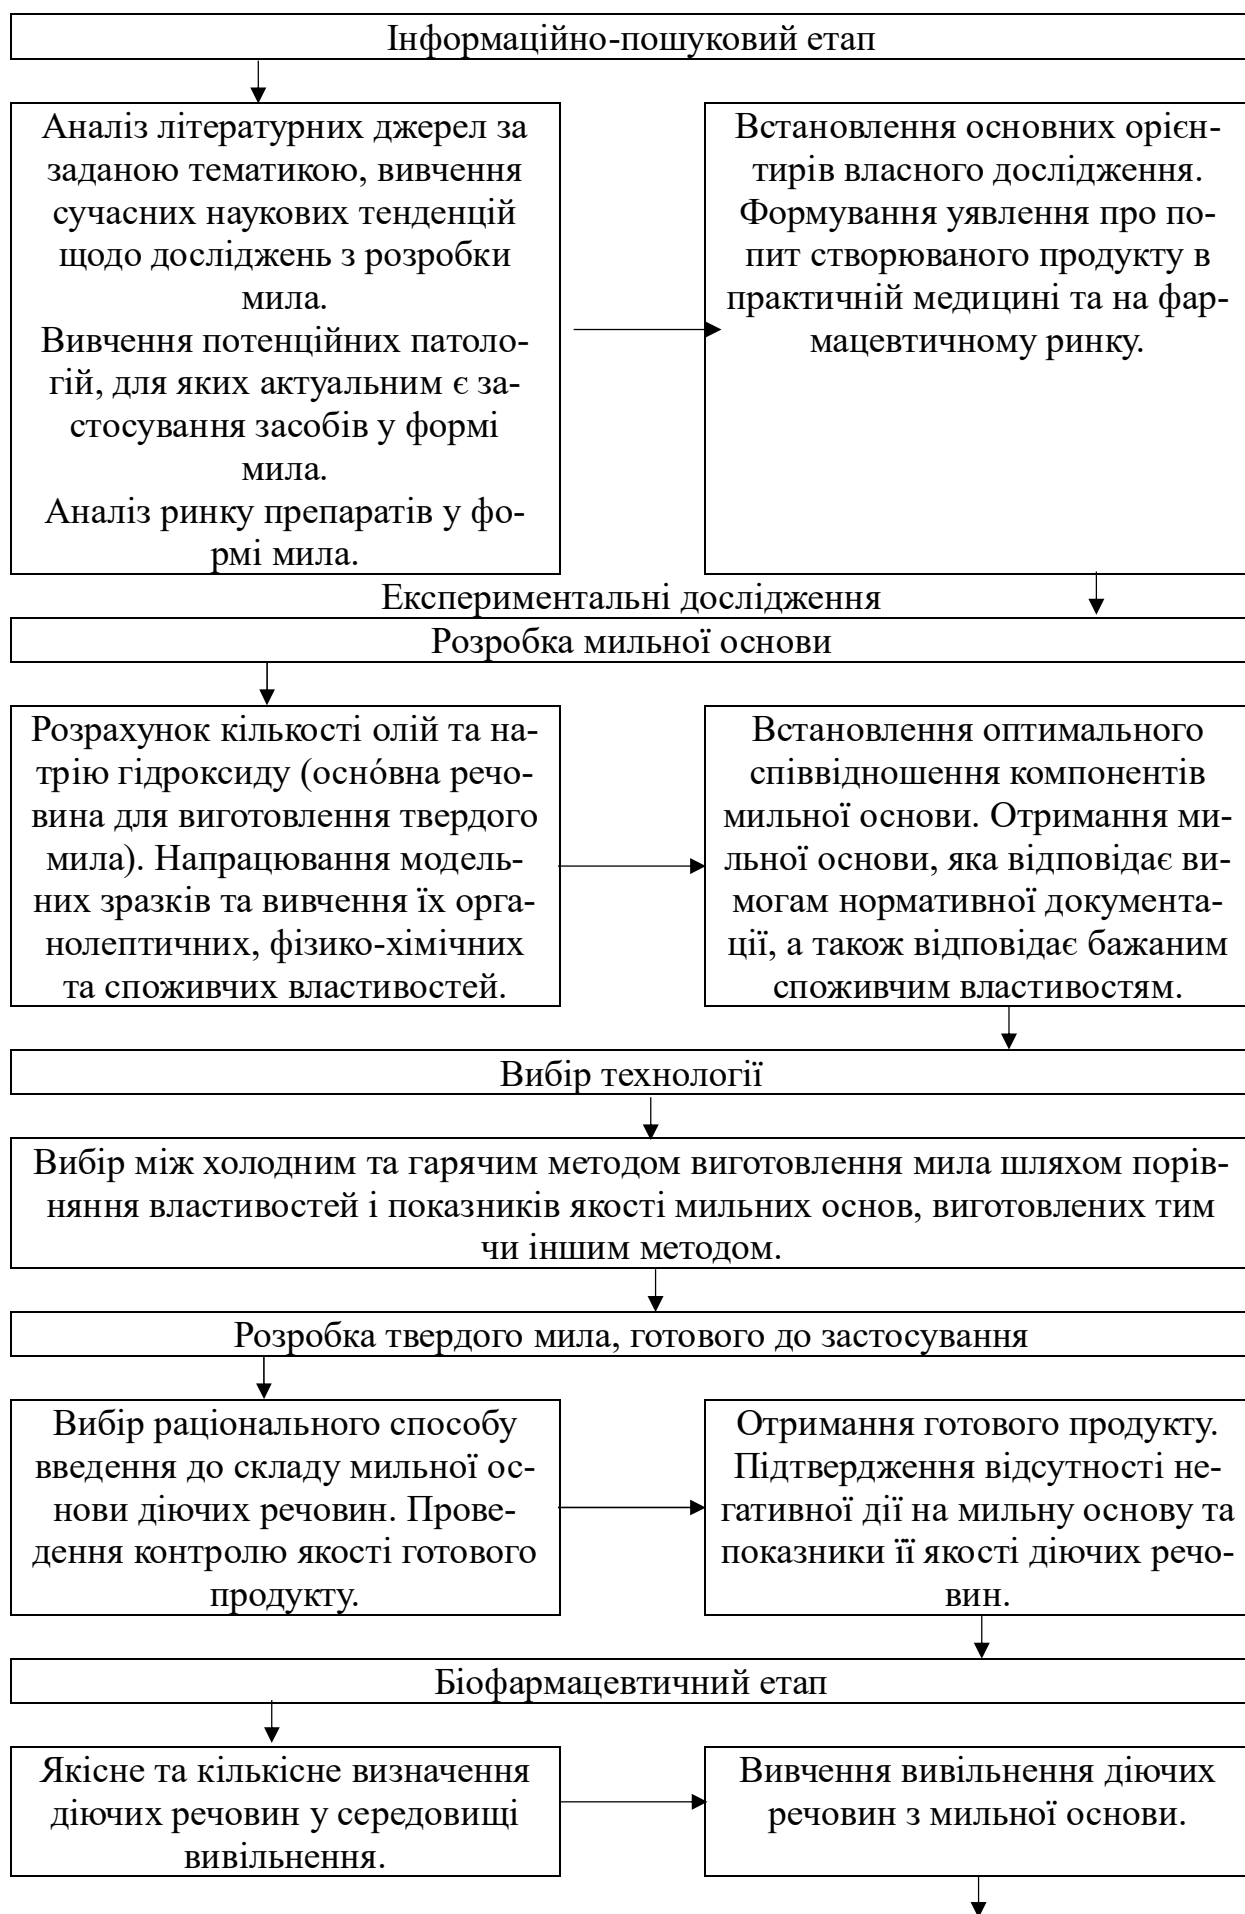 Інформаційно-пошуковий етап
Аналіз літературних джерел за
заданою тематикою, вивчення
сучасних наукових тенденцій
щодо досліджень з розробки
мила.
Вивчення потенційних патоло-
гій, для яких актуальним є за-
стосування засобів у формі
мила.
Аналіз ринку препаратів у фо-
рмі мила.
Встановлення основних орієн-
тирів власного дослідження.
Формування уявлення про по-
пит створюваного продукту в
практичній медицині та на фар-
мацевтичному ринку.
Експериментальні дослідження
Розробка мильної основи
Розрахунок кількості олій та на-
трію гідроксиду (осно́вна речо-
вина для виготовлення твердого
мила). Напрацювання модель-
них зразків та вивчення їх орга-
нолептичних, фізико-хімічних
та споживчих властивостей.
Встановлення оптимального
співвідношення компонентів
мильної основи. Отримання ми-
льної основи, яка відповідає ви-
могам нормативної документа-
ції, а також відповідає бажаним
споживчим властивостям.
Вибір технології
Вибір між холодним та гарячим методом виготовлення мила шляхом порів-
няння властивостей і показників якості мильних основ, виготовлених тим
чи іншим методом.
Розробка твердого мила, готового до застосування
Вибір раціонального способу
введення до складу мильної ос-
нови діючих речовин. Прове-
дення контролю якості готового
продукту.
Отримання готового продукту.
Підтвердження відсутності не-
гативної дії на мильну основу та
показники її якості діючих речо-
вин.
Біофармацевтичний етап
Якісне та кількісне визначення
діючих речовин у середовищі
вивільнення.
Вивчення вивільнення діючих
речовин з мильної основи.